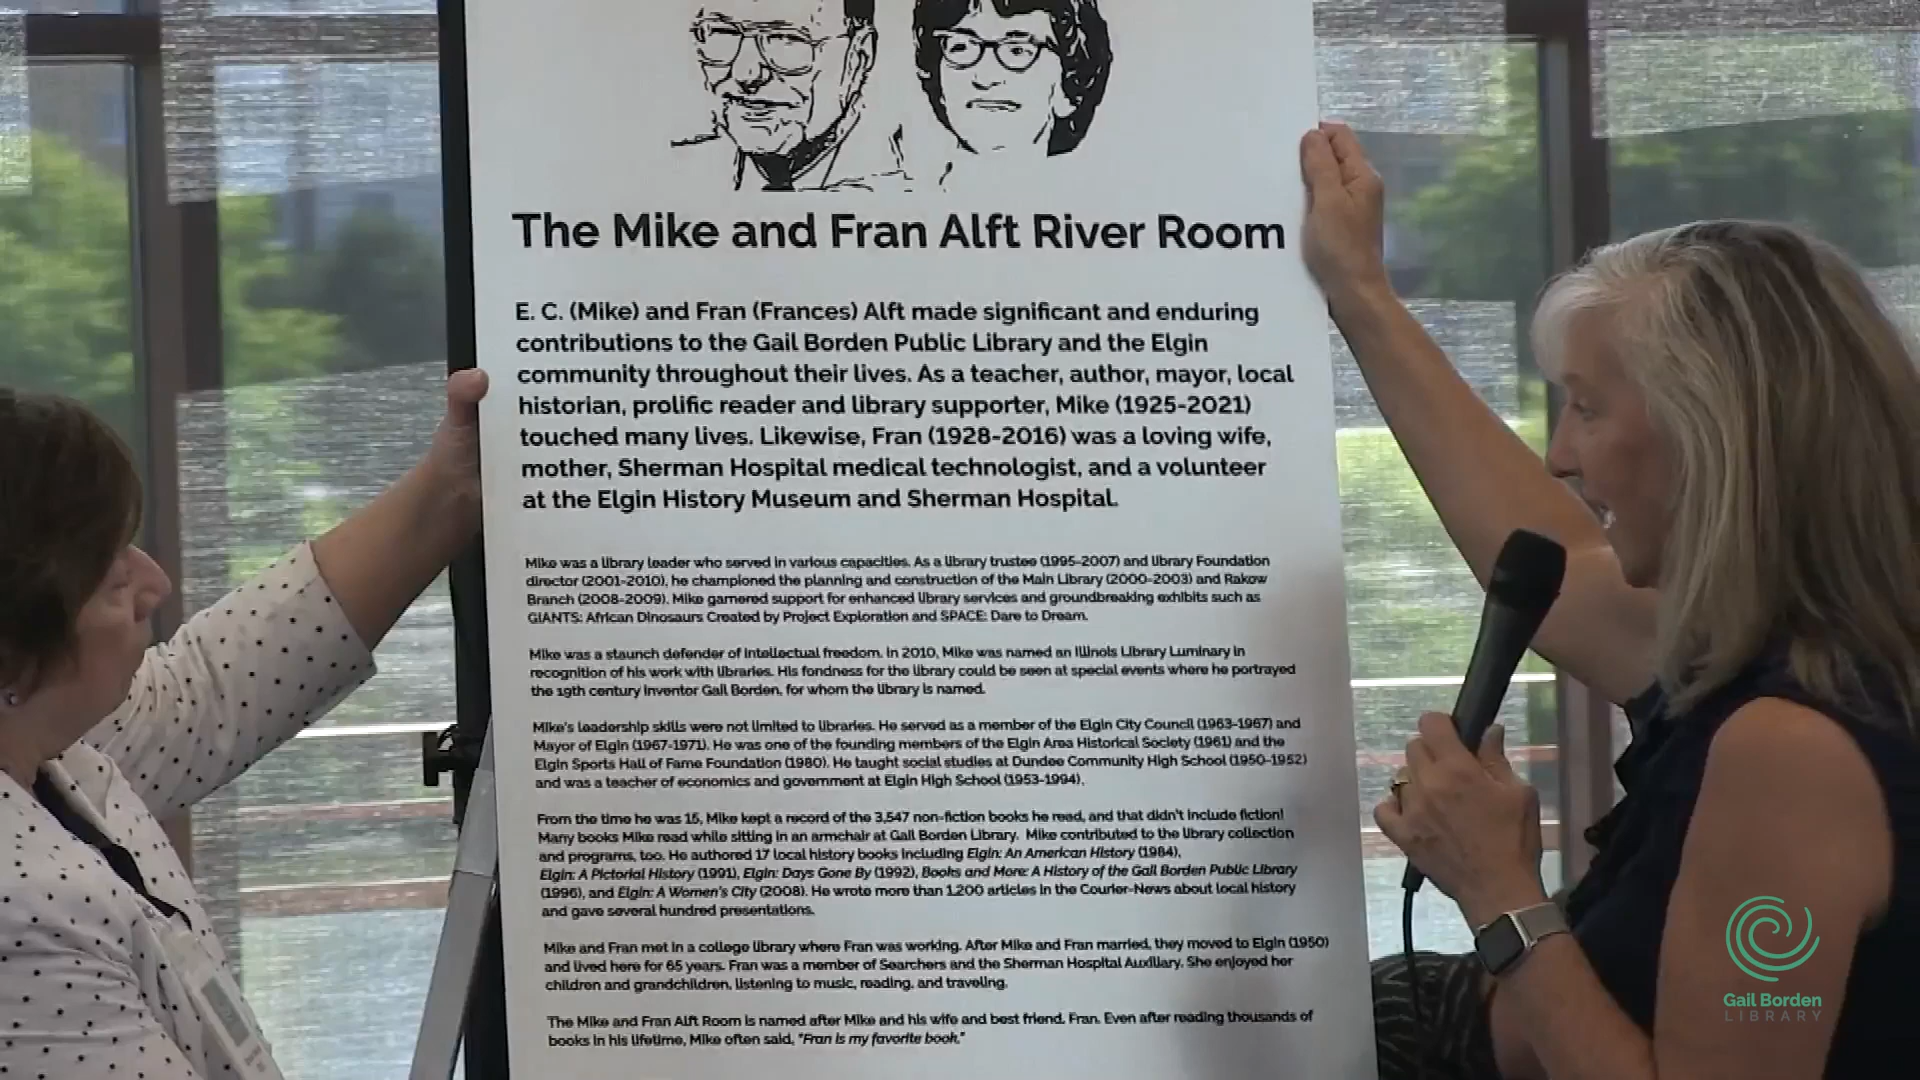 The Mike and Fran Alft River Room
E. C. (Mike) and Fran (Frances) Alft made significant and enduring
contributions to the Gail Borden Public Library and the Elgin
community throughout their lives. As a teacher, author, mayor, local
historian, prolific reader and library supporter, Mike (1925-2021)
touched many lives. Likewise, Fran (1928-2016) was a loving wife,
mother, Sherman Hospital medical technologist, and a volunteer
at the Elgin History Museum and Sherman Hospital.
Mike was a library leader who served in various capacities. As a library trustee (1995-2007) and library Foundation
director (2001-2010), he championed the planning and construction of the Main Library (2000-2003) and Rakow
Branch (2008-2009). Mike garnered support for enhanced library services and groundbreaking exhibits such as
GIANTS: African Dinosaurs Created by Project Exploration and SPACE: Dare to Dream.
Mike was a staunch defender of intellectual freedom. In 2010, Mike was named an Illinois Library Luminary in
recognition of his work with libraries. His fondness for the library could be seen at special events where he portrayed
the 19th century inventor Gail Borden, for whom the library is named.
Mike's leadership skills were not limited to libraries. He served as a member of the Elgin City Council (1963-1967) and
Mayor of Elgin (1967-1971). He was one of the founding members of the Elgin Area Historical Society (1961) and the
Elgin Sports Hall of Fame Foundation (1980). He taught social studies at Dundee Community High School (1950-1952)
and was a teacher of economics and government at Elgin High School (1953-1994).
From the time he was 15, Mike kept a record of the 3,547 non-fiction books he read, and that didn't include fiction!
Many books Mike read while sitting in an armchair at Gail Borden Library. Mike contributed to the library collection
and programs, too. He authored 17 local history books including Elgin: An American History (1984),
Elgin: A Pictorial History (1991), Elgin: Days Gone By (1992), Books and More: A History of the Gail Borden Public Library
(1996), and Elgin: A Women's City (2008). He wrote more than 1,200 articles in the Courier-News about local history
and gave several hundred presentations.
Mike and Fran met in a college library where Fran was working. After Mike and Fran married, they moved to Elgin (1950)
and lived here for 65 years. Fran was a member of Searchers and the Sherman Hospital Auxiliary. She enjoyed her
children and grandchildren, listening to music, reading, and traveling.
The Mike and Fran Alft Room is named after Mike and his wife and best friend, Fran. Even after reading thousands of
books in his lifetime, Mike often said, "Fran is my favorite book."
Gail Borden
LIBRARY